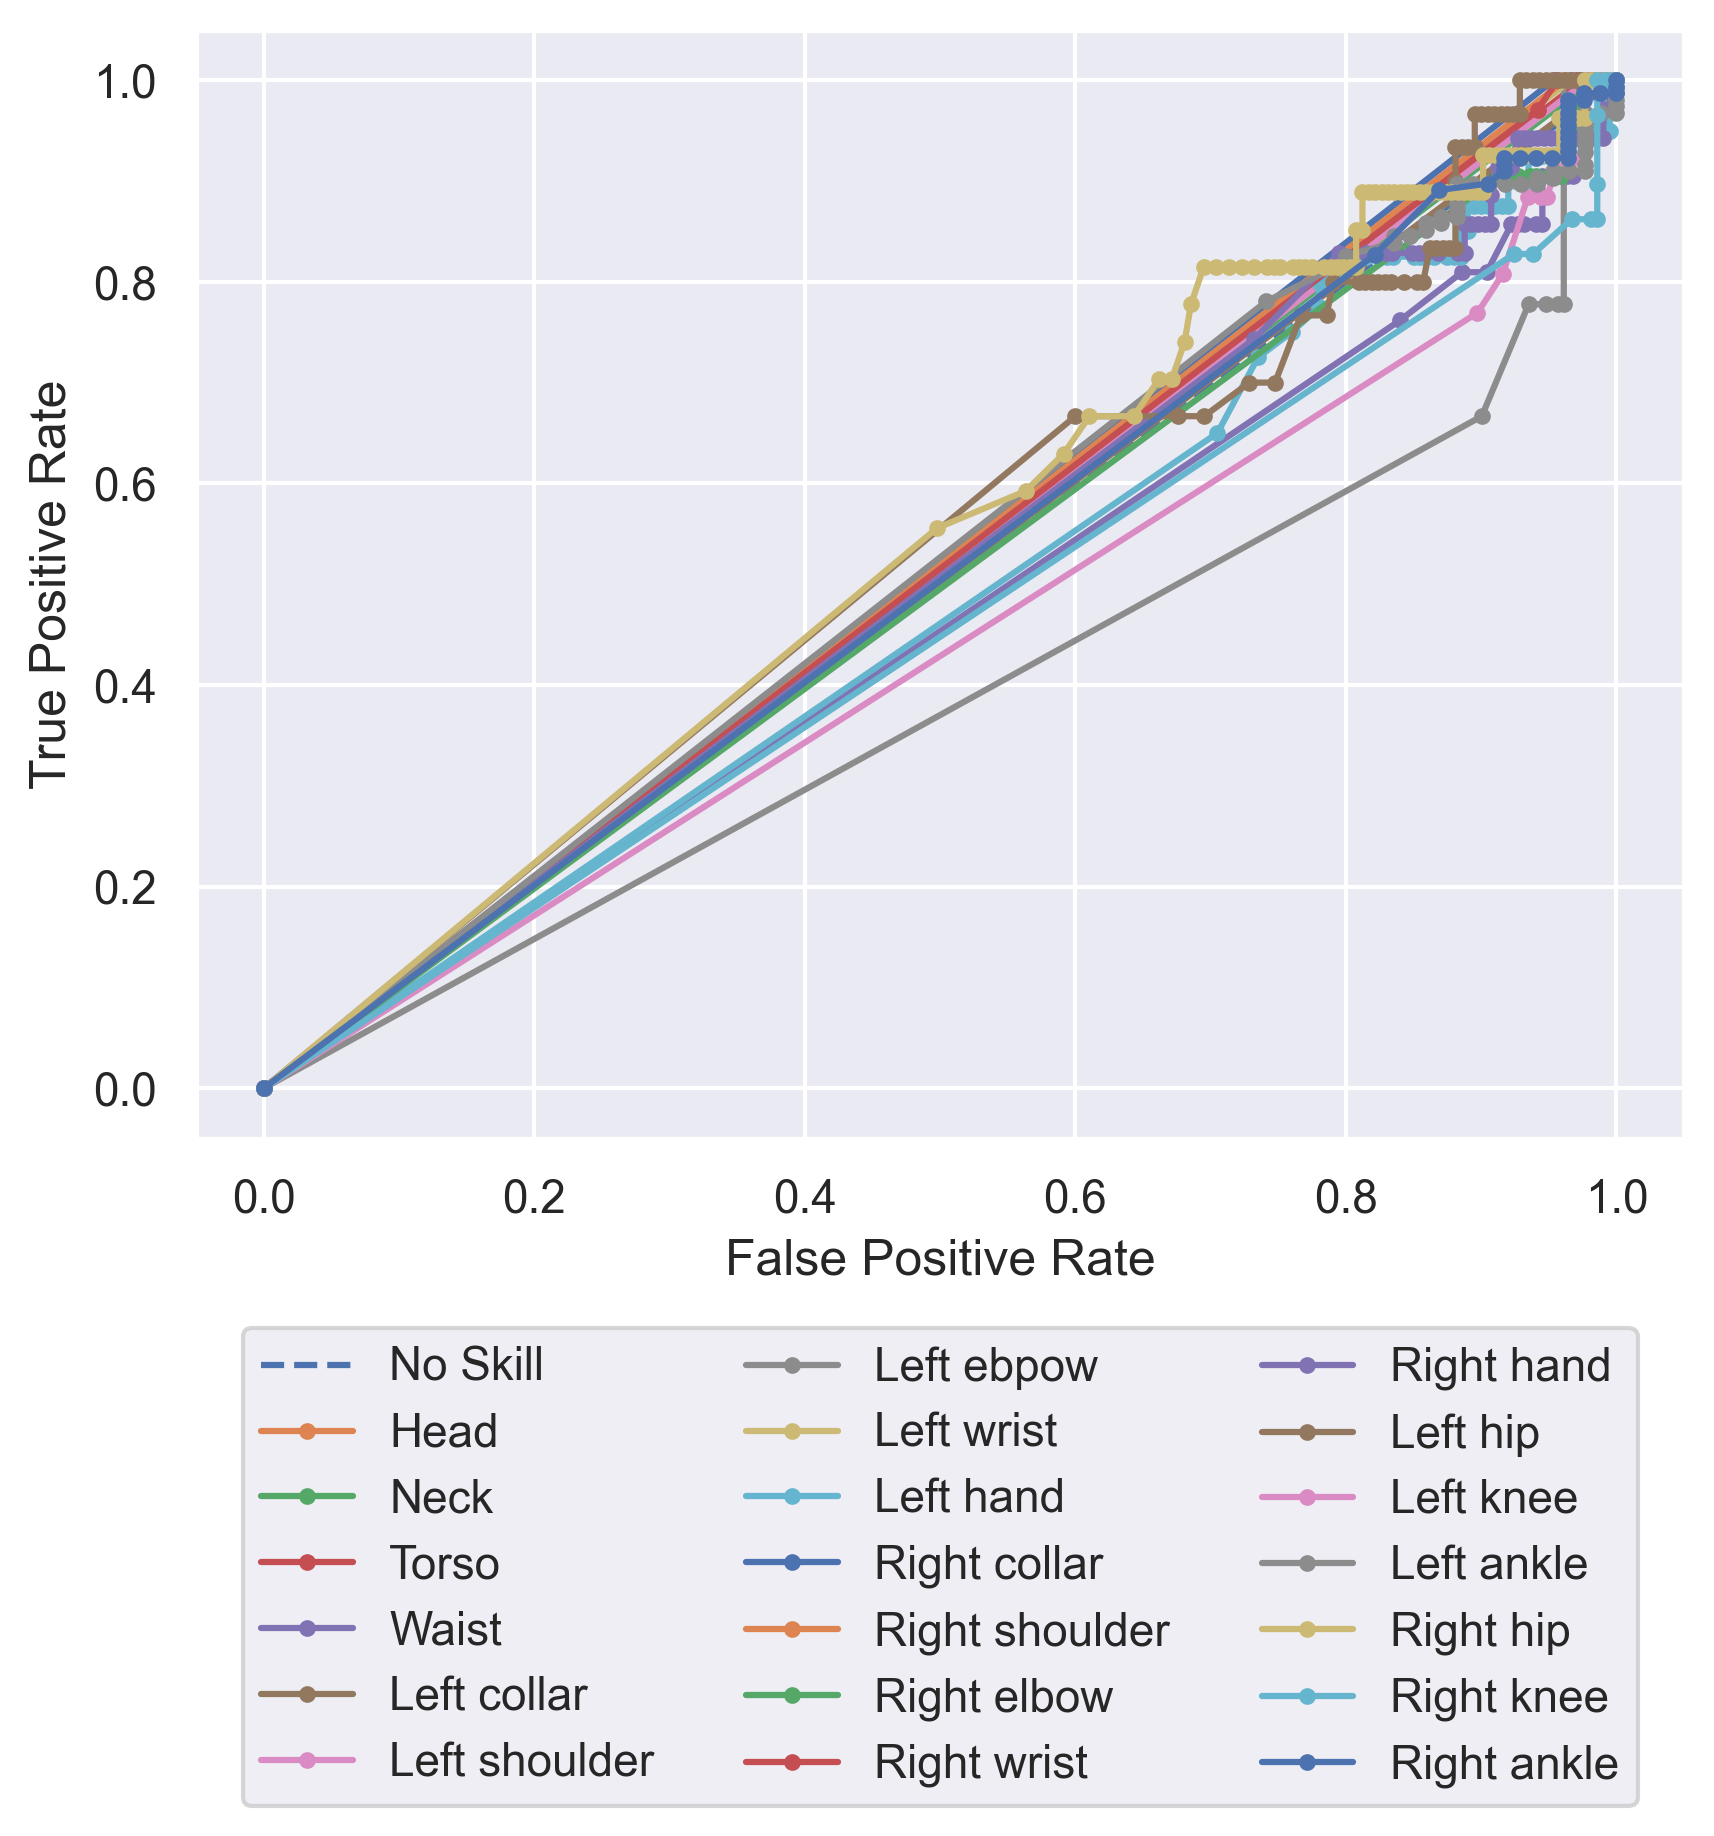 1.0
0.8
0.6
0.4
0.2
0.0
True Positive Rate
0.0 0.2 0.4 0.6 0.8 1.0
False Positive Rate
No Skill
Head
Neck
Torso
Waist
Left collar
Left shoulder
Left ebpow
Left wrist
Left hand
Right collar
Right shoulder
Right elbow
Right wrist
Right hand
Left hip
Left knee
Left ankle
Right hip
Right knee
Right ankle